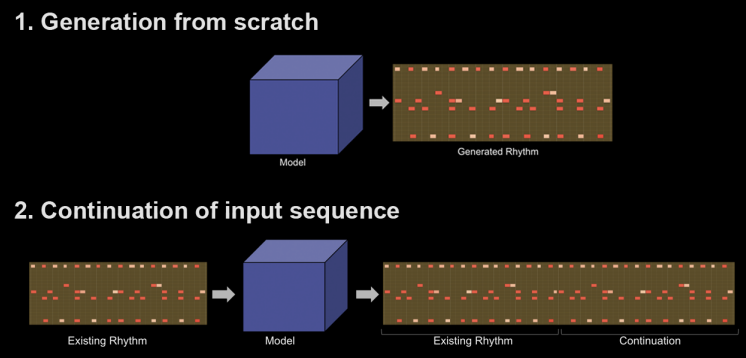 1. Generation from scratch
Model
Generated Rhythm
2. Continuation of input sequence
Existing Rhythm
Model
Existing Rhythm
Continuation